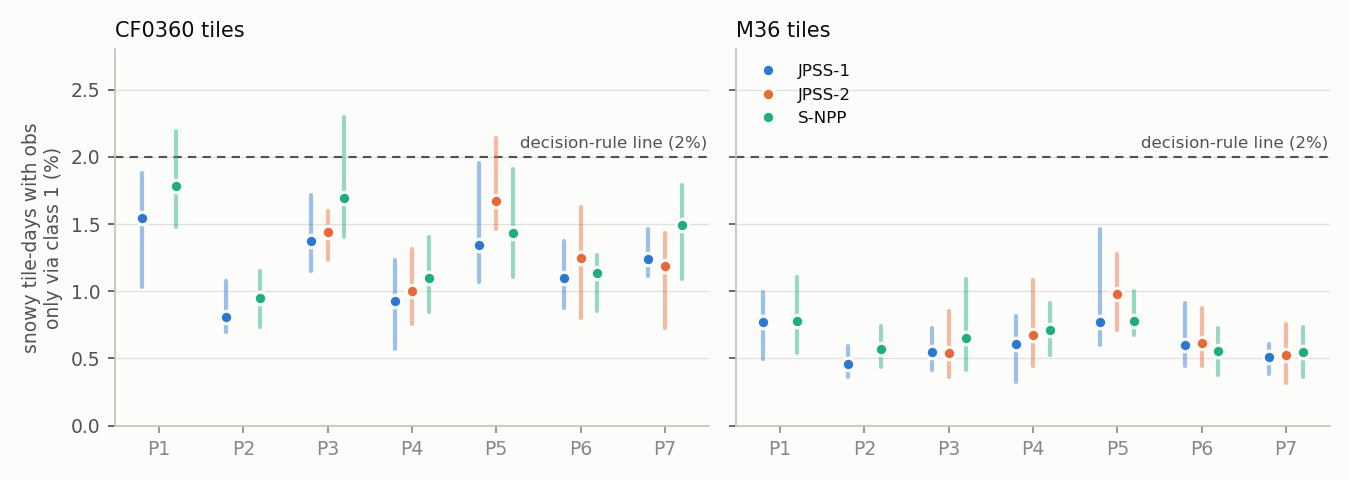 CF0360 tiles
M36 tiles
snowy tile-days with obs
only via class 1 (%)
2.5
2.0
1.5
1.0
0.5
0.0
decision-rule line (2%)
P1 P2 P3 P4 P5 P6 P7
JPSS-1
JPSS-2
S-NPP
decision-rule line (2%)
P1 P2 P3 P4 P5 P6 P7